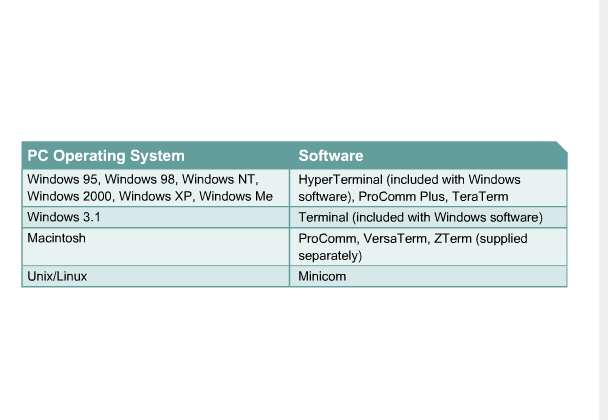 PC Operating System
Software
Windows 95, Windows 98, Windows NT,
Windows 2000, Windows XP, Windows Me
HyperTerminal (included with Windows
software), ProComm Plus, TeraTerm
Windows 3.1
Terminal (included with Windows software)
Macintosh
ProComm, VersaTerm, ZTerm (supplied
separately)
Unix/Linux
Minicom